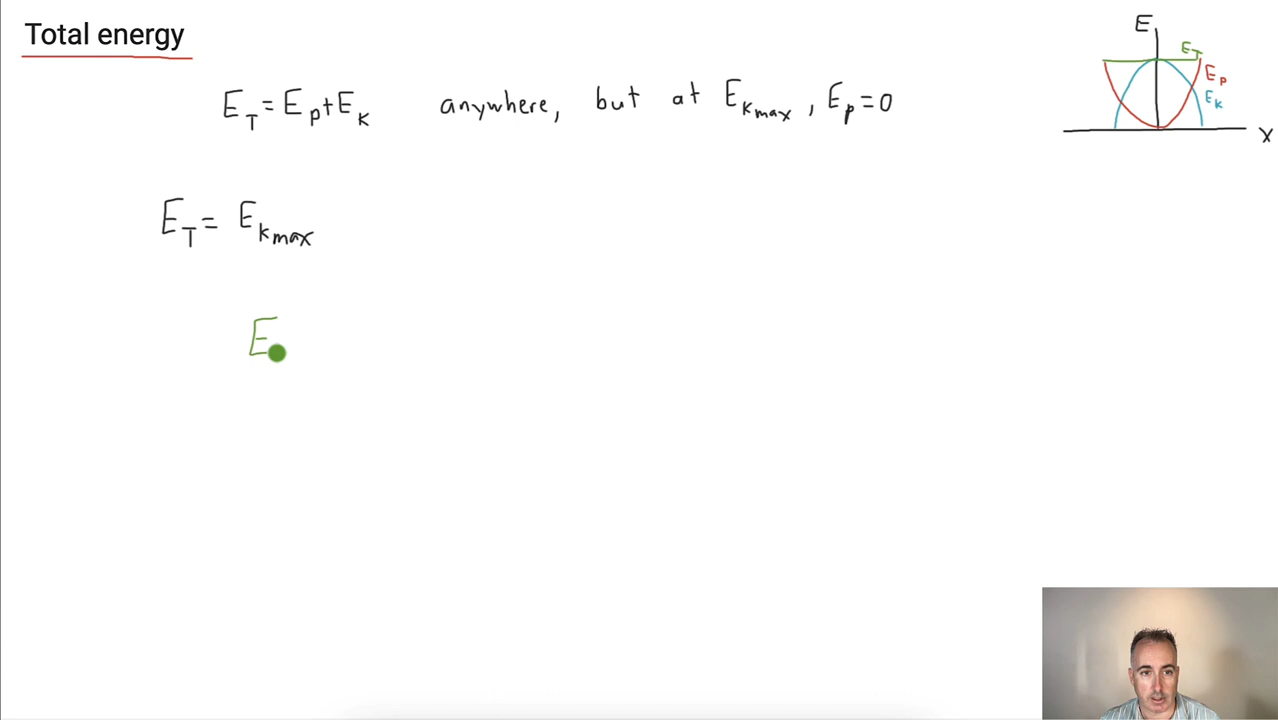 Total energy
E
E_T
E_p
E_k
x
E_T = E_p + E_k anywhere, but at E_kmax, E_p = 0
E_T = E_kmax
E